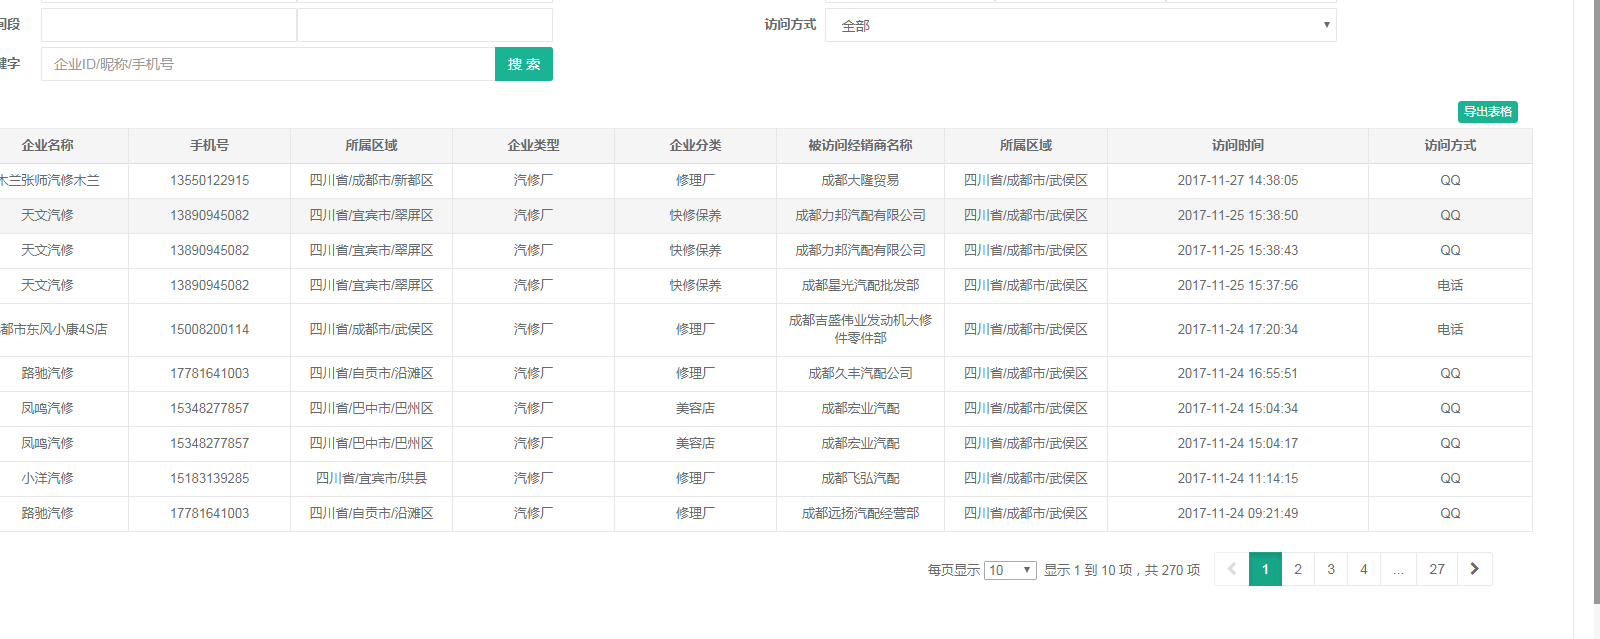 间段
访问方式 全部
键字 企业ID/昵称/手机号 搜 索
导出表格
企业名称 手机号 所属区域 企业类型 企业分类 被访问经销商名称 所属区域 访问时间 访问方式
木兰张师汽修木兰 13550122915 四川省/成都市/新都区 汽修厂 修理厂 成都大隆贸易 四川省/成都市/武侯区 2017-11-27 14:38:05 QQ
天文汽修 13890945082 四川省/宜宾市/翠屏区 汽修厂 快修保养 成都力邦汽配有限公司 四川省/成都市/武侯区 2017-11-25 15:38:50 QQ
天文汽修 13890945082 四川省/宜宾市/翠屏区 汽修厂 快修保养 成都力邦汽配有限公司 四川省/成都市/武侯区 2017-11-25 15:38:43 QQ
天文汽修 13890945082 四川省/宜宾市/翠屏区 汽修厂 快修保养 成都星光汽配批发部 四川省/成都市/武侯区 2017-11-25 15:37:56 电话
都市东风小康4S店 15008200114 四川省/成都市/武侯区 汽修厂 修理厂 成都吉盛伟业发动机大修
件零件部 四川省/成都市/武侯区 2017-11-24 17:20:34 电话
路驰汽修 17781641003 四川省/自贡市/沿滩区 汽修厂 修理厂 成都久丰汽配公司 四川省/成都市/武侯区 2017-11-24 16:55:51 QQ
凤鸣汽修 15348277857 四川省/巴中市/巴州区 汽修厂 美容店 成都宏业汽配 四川省/成都市/武侯区 2017-11-24 15:04:34 QQ
凤鸣汽修 15348277857 四川省/巴中市/巴州区 汽修厂 美容店 成都宏业汽配 四川省/成都市/武侯区 2017-11-24 15:04:17 QQ
小洋汽修 15183139285 四川省/宜宾市/珙县 汽修厂 修理厂 成都飞弘汽配 四川省/成都市/武侯区 2017-11-24 11:14:15 QQ
路驰汽修 17781641003 四川省/自贡市/沿滩区 汽修厂 修理厂 成都远扬汽配经营部 四川省/成都市/武侯区 2017-11-24 09:21:49 QQ
每页显示 10 显示 1 到 10 项，共 270 项 1 2 3 4 ... 27